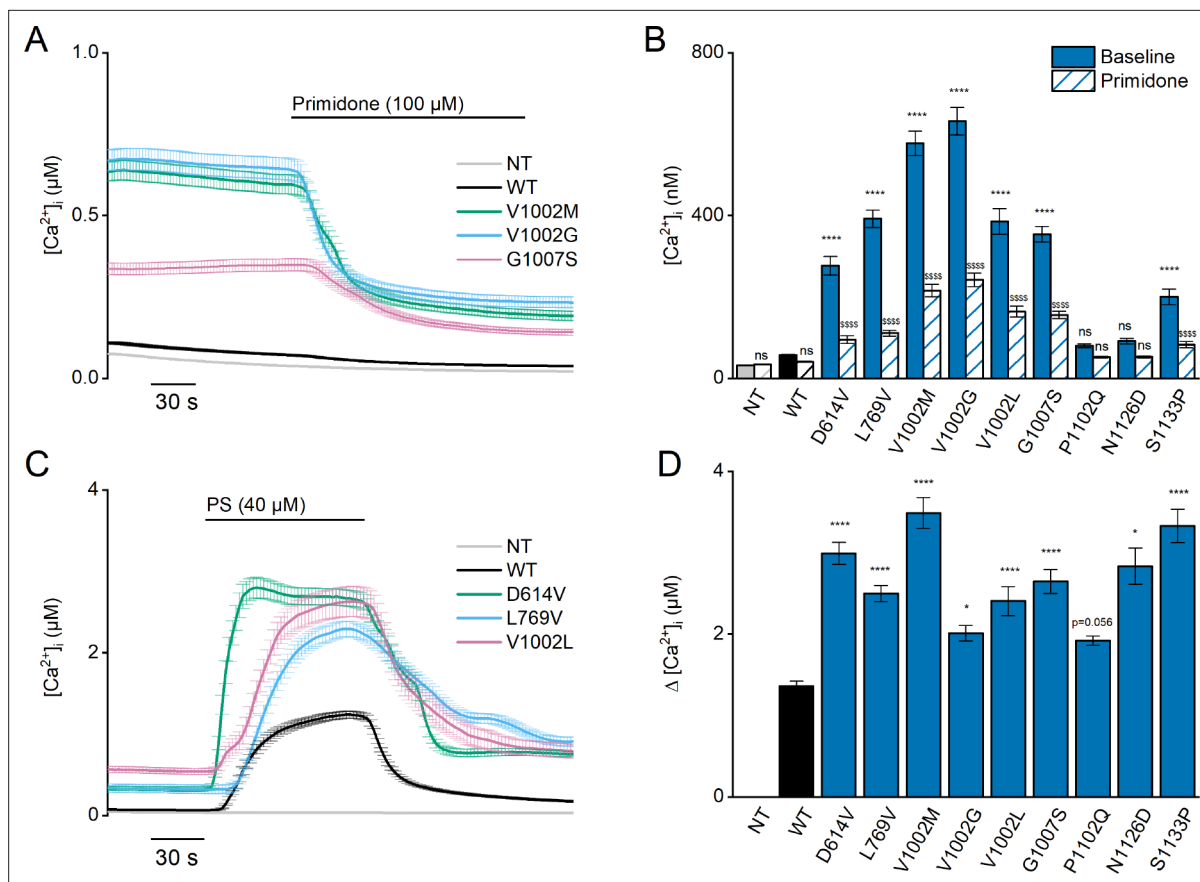 A
1.0
0.5
0.0
[Ca²⁺]ᵢ (µM)
Primidone (100 µM)
NT
WT
V1002M
V1002G
G1007S
30 s
B
800
400
0
[Ca²⁺]ᵢ (nM)
Baseline
Primidone
ns
ns
****
$$$$
****
$$$$
****
$$$$
****
$$$$
****
$$$$
****
$$$$
ns
ns
ns
ns
****
$$$$
NT
WT
D614V
L769V
V1002M
V1002G
V1002L
G1007S
P1102Q
N1126D
S1133P
C
4
2
0
[Ca²⁺]ᵢ (µM)
PS (40 µM)
NT
WT
D614V
L769V
V1002L
30 s
D
4
2
0
Δ [Ca²⁺]ᵢ (µM)
****
****
****
*
****
****
p=0.056
*
****
NT
WT
D614V
L769V
V1002M
V1002G
V1002L
G1007S
P1102Q
N1126D
S1133P